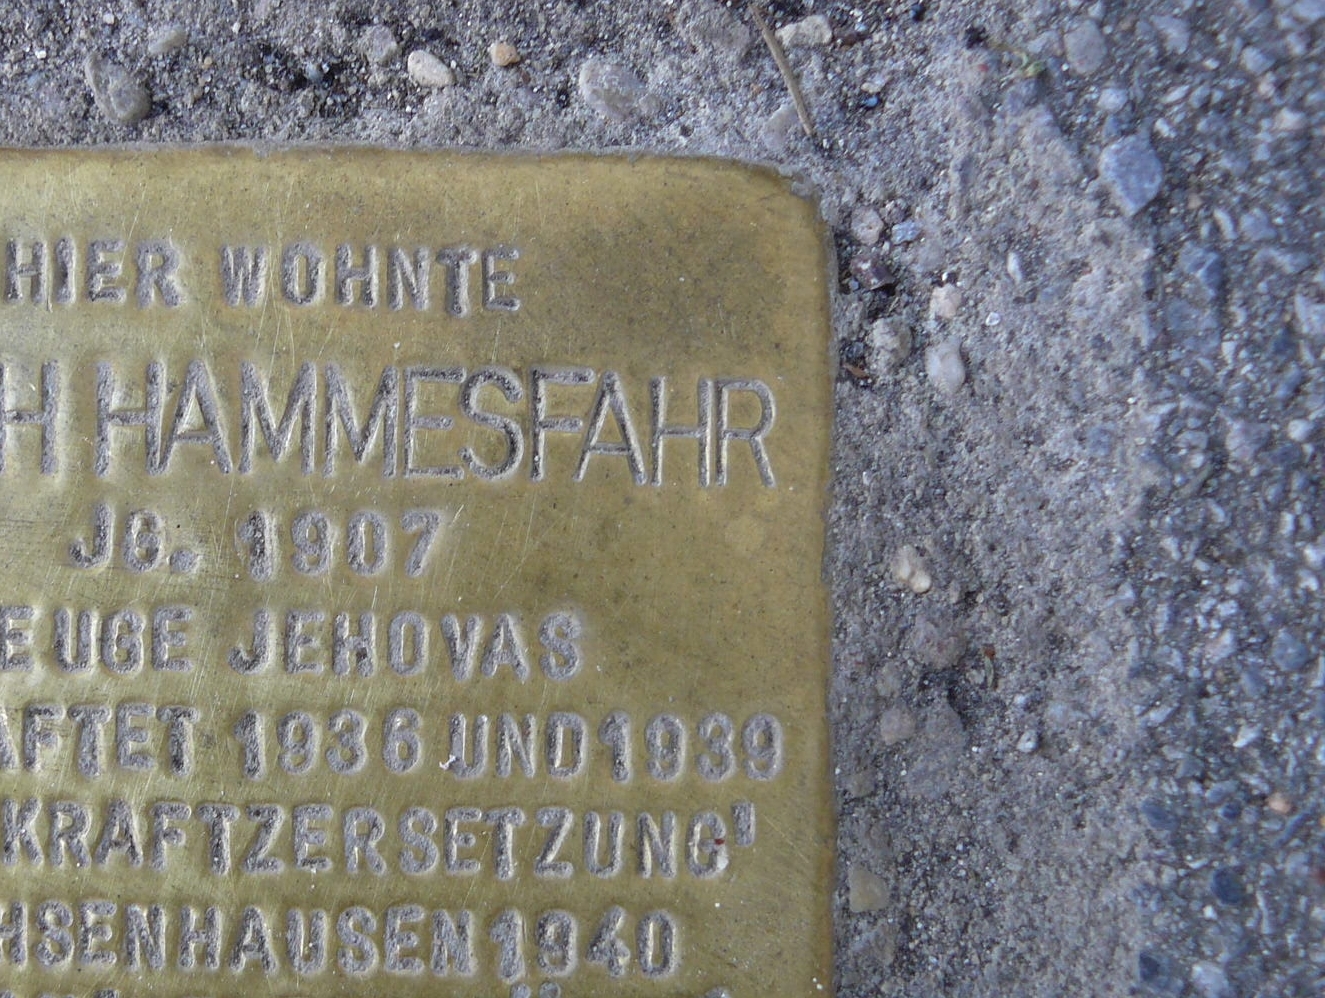 HIER WOHNTE
H HAMMESFAHR
JG. 1907
EUGE JEHOVAS
AFTET 1936 UND 1939
KRAFTZERSETZUNG'
HSENHAUSEN 1940